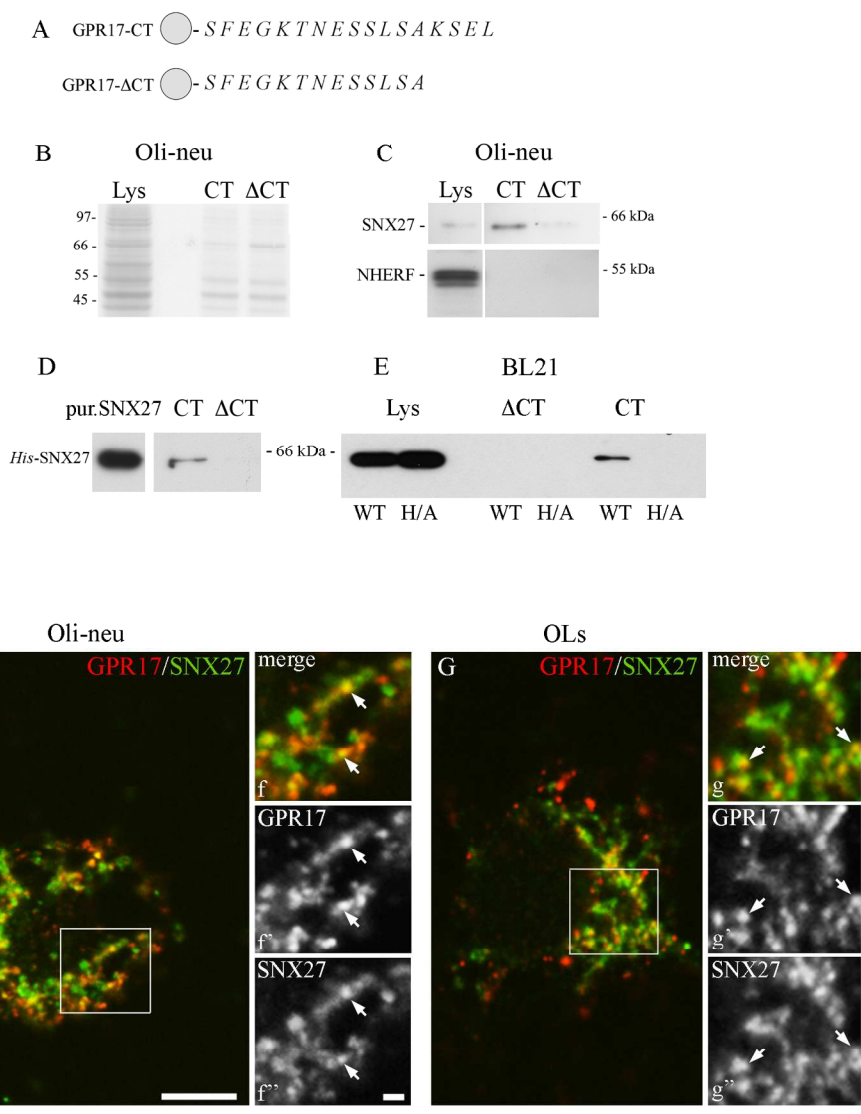 A GPR17-CT -S F E G K T N E S S L S A K S E L
GPR17-ΔCT -S F E G K T N E S S L S A
B Oli-neu
Lys CT ΔCT
97-
66 -
55 -
45 -
C Oli-neu
Lys CT ΔCT
SNX27 - - 66 kDa
NHERF - - 55 kDa
D
pur.SNX27 CT ΔCT
His-SNX27 - 66 kDa -
E BL21
Lys ΔCT CT
WT H/A WT H/A WT H/A
Oli-neu
GPR17/SNX27
merge
f
GPR17
f'
SNX27
f''
OLs
G GPR17/SNX27
merge
g
GPR17
g'
SNX27
g''